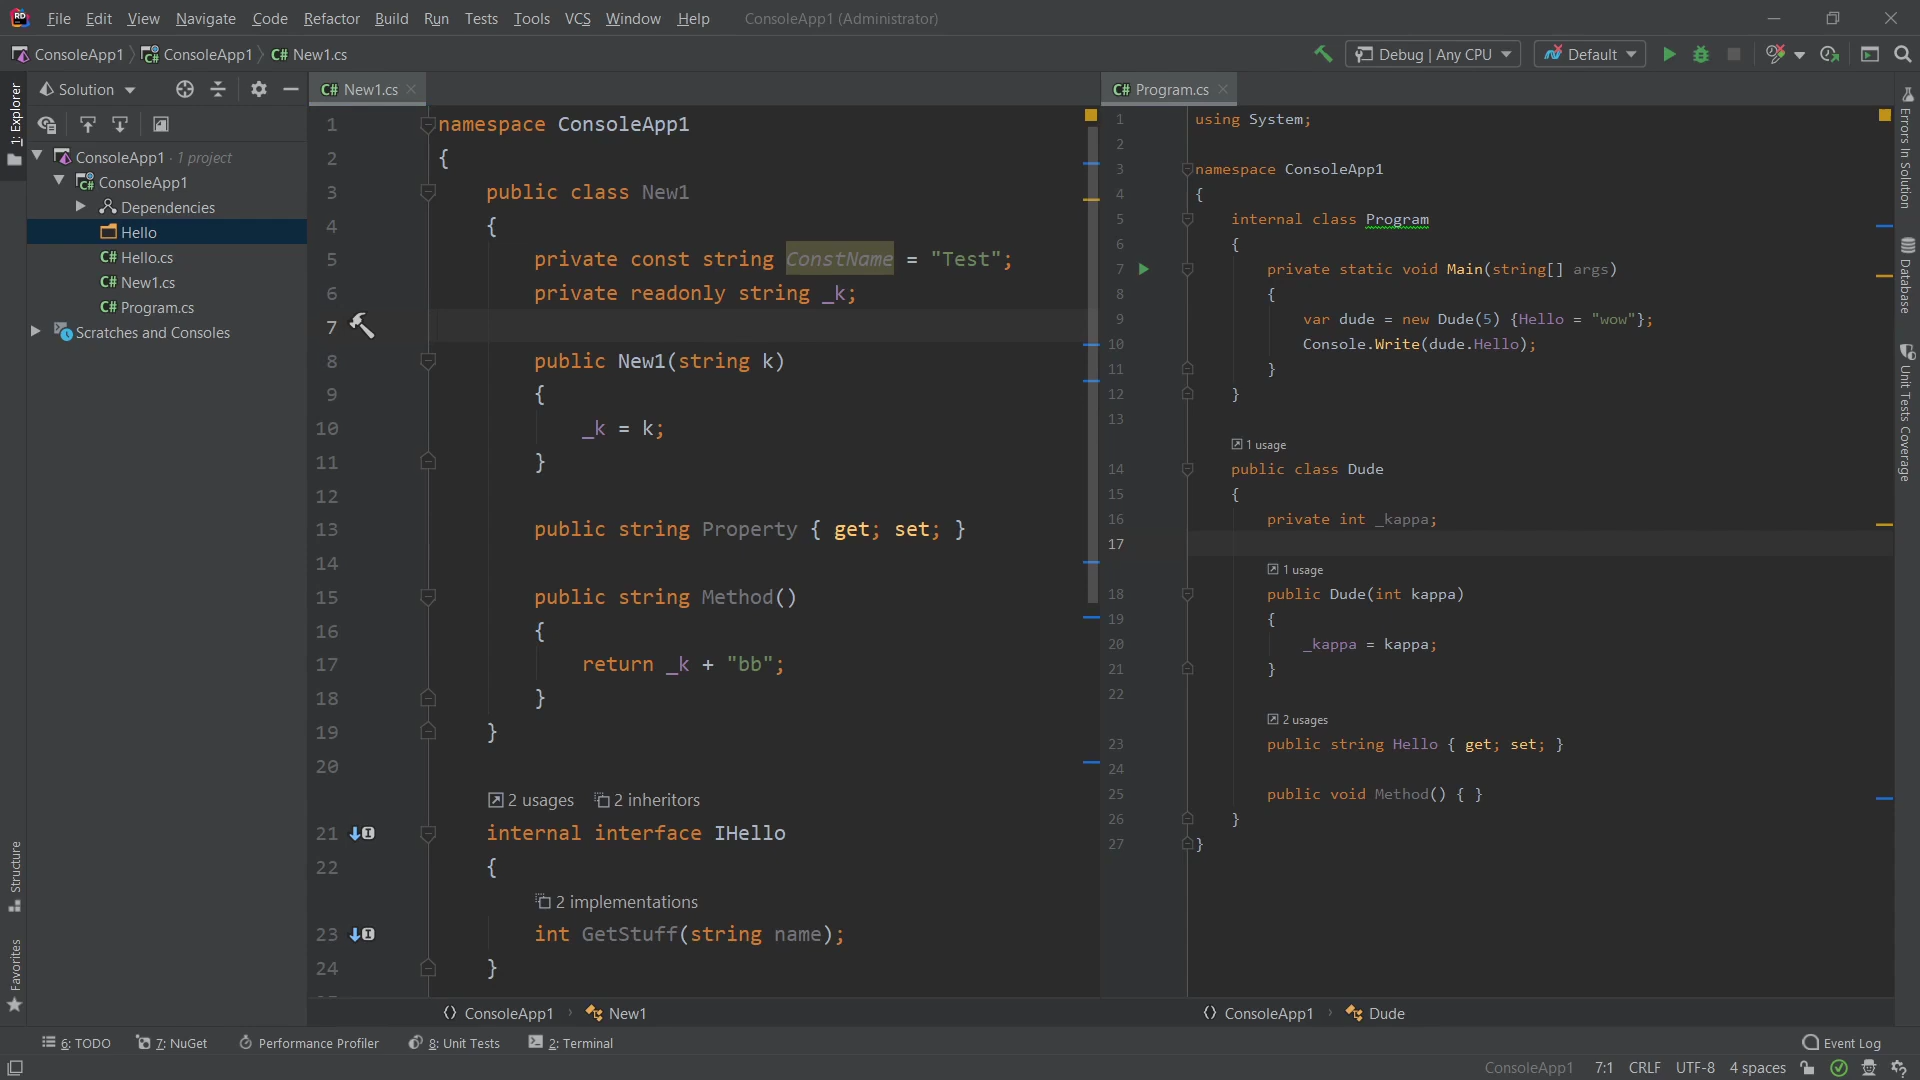 RD File Edit View Navigate Code Refactor Build Run Tests Tools VCS Window Help ConsoleApp1 (Administrator)
ConsoleApp1 C# ConsoleApp1 C# New1.cs Debug | Any CPU Default
1: Explorer
Solution
ConsoleApp1 · 1 project
C# ConsoleApp1
Dependencies
Hello
C# Hello.cs
C# New1.cs
C# Program.cs
Scratches and Consoles
Structure
Favorites
C# New1.cs
1 namespace ConsoleApp1
2 {
3 public class New1
4 {
5 private const string ConstName = "Test";
6 private readonly string _k;
7
8 public New1(string k)
9 {
10 _k = k;
11 }
12
13 public string Property { get; set; }
14
15 public string Method()
16 {
17 return _k + "bb";
18 }
19 }
20
2 usages 2 inheritors
21 internal interface IHello
22 {
2 implementations
23 int GetStuff(string name);
24 }
ConsoleApp1 New1
C# Program.cs
1 using System;
2
3 namespace ConsoleApp1
4 {
5 internal class Program
6 {
7 private static void Main(string[] args)
8 {
9 var dude = new Dude(5) {Hello = "wow"};
10 Console.Write(dude.Hello);
11 }
12 }
13
1 usage
14 public class Dude
15 {
16 private int _kappa;
17
1 usage
18 public Dude(int kappa)
19 {
20 _kappa = kappa;
21 }
22
2 usages
23 public string Hello { get; set; }
24
25 public void Method() { }
26 }
27 }
ConsoleApp1 Dude
Errors In Solution
Database
Unit Tests Coverage
6: TODO 7: NuGet Performance Profiler 8: Unit Tests 2: Terminal Event Log
ConsoleApp1 7:1 CRLF UTF-8 4 spaces